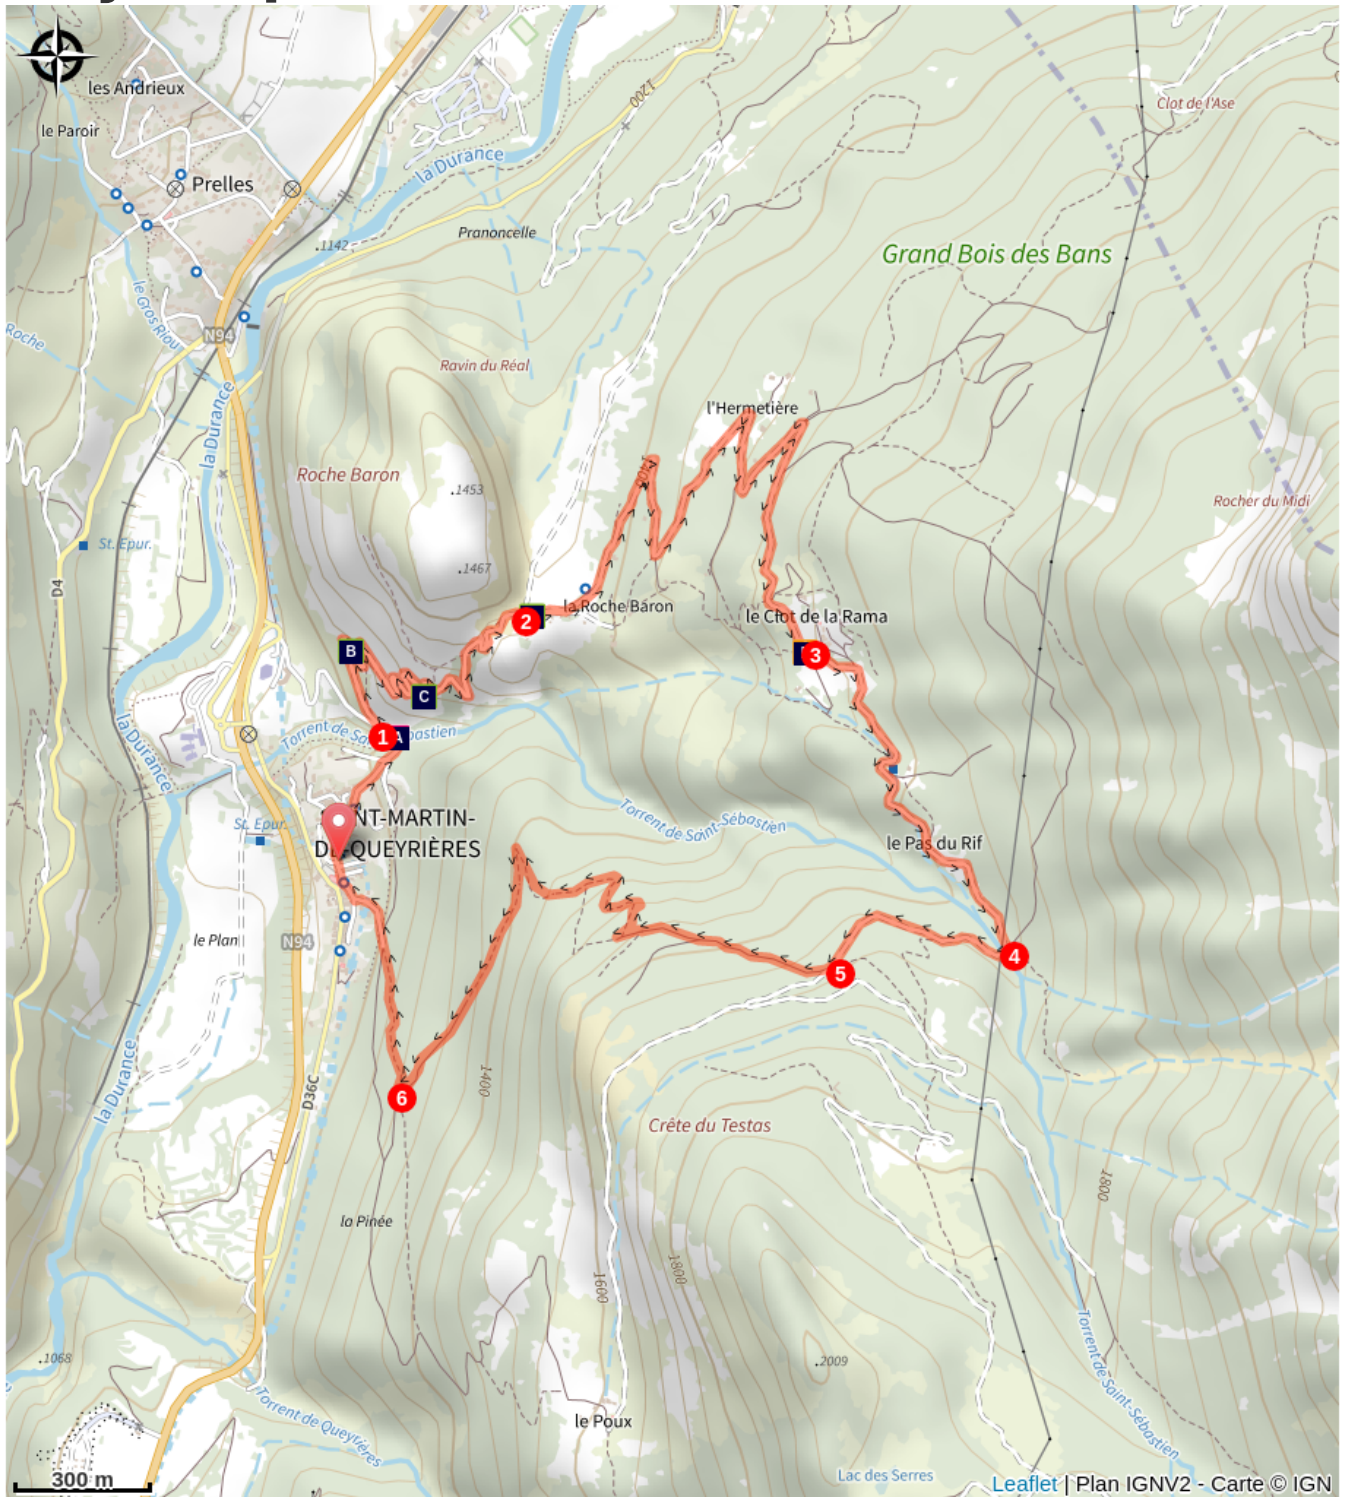 les Andrieux
le Paroir
Prelles
la Durance
1200
Clot de l'Ase
.1142
Pranoncelle
Grand Bois des Bans
le Gros Riou
Roche
N94
Ravin du Réal
la Durance
l'Hermetière
Roche Baron
.1453
Rocher du Midi
St. Epur.
.1467
D4
2
la Roche Baron
le Clot de la Rama
B
3
C
1
A
Torrent de Saint-Sébastien
la Durance
SAINT-MARTIN-
DE-QUEYRIÈRES
St. Epur.
Torrent de Saint-Sébastien
le Pas du Rif
le Plan
N94
4
5
la Durance
D36C
1400
6
Crête du Testas
1800
la Pinée
1600
1800
.1068
.2009
Torrent de Saint-Sébastien
Torrent de Queyrières
le Poux
Lac des Serres
300 m
Leaflet | Plan IGNV2 - Carte © IGN